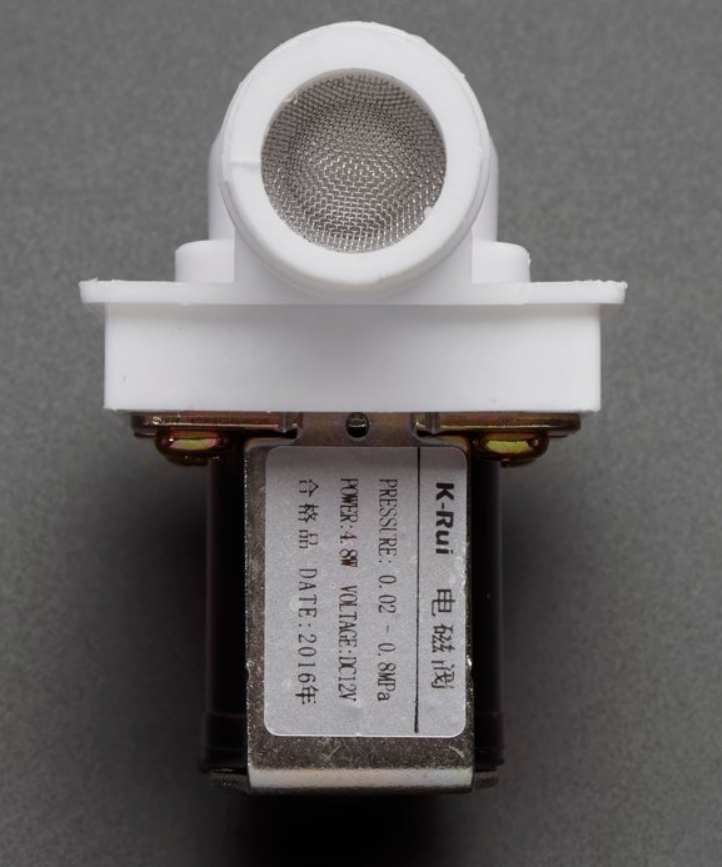 K-Rui 电磁阀
PRESSURE: 0.02 - 0.8MPa
POWER:4.8W VOLTAGE:DC12V
合格品 DATE:2016年